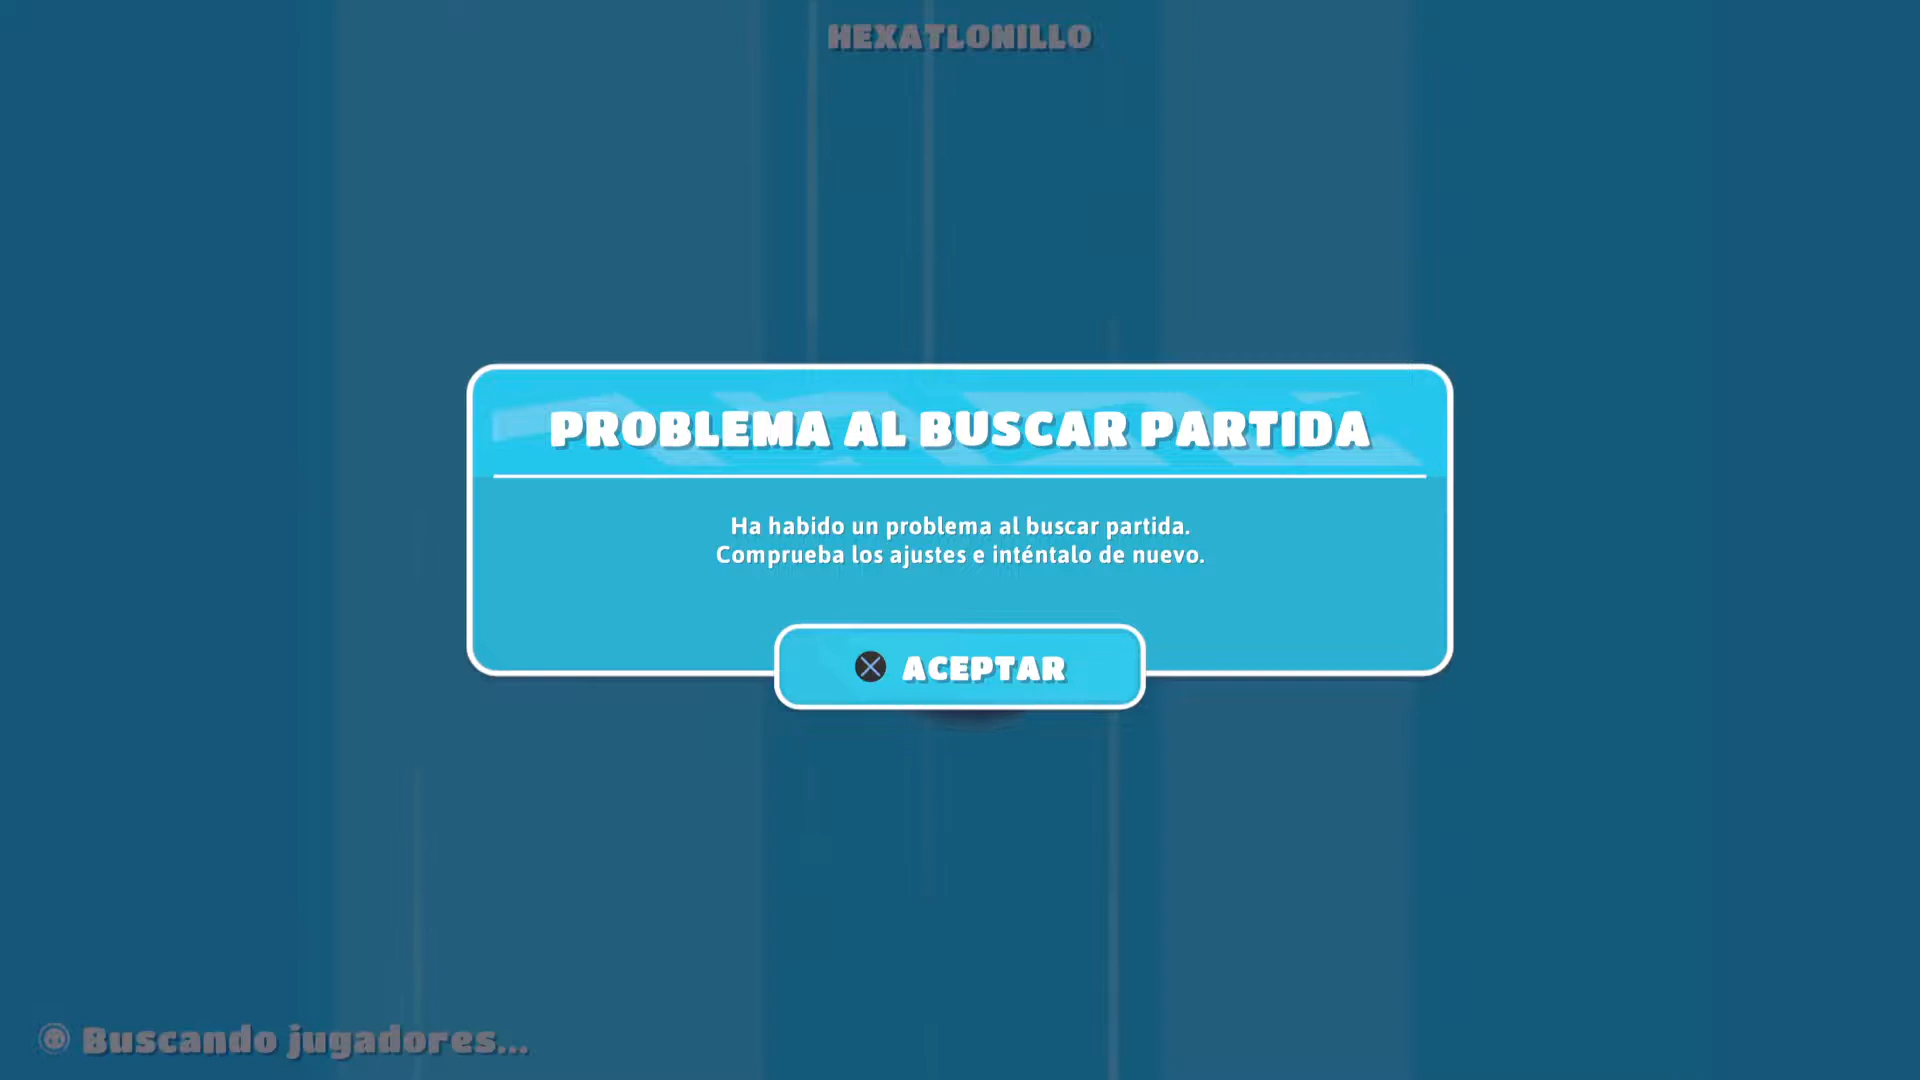 HEXATLONILLO
PROBLEMA AL BUSCAR PARTIDA
Ha habido un problema al buscar partida.
Comprueba los ajustes e inténtalo de nuevo.
ACEPTAR
Buscando jugadores...